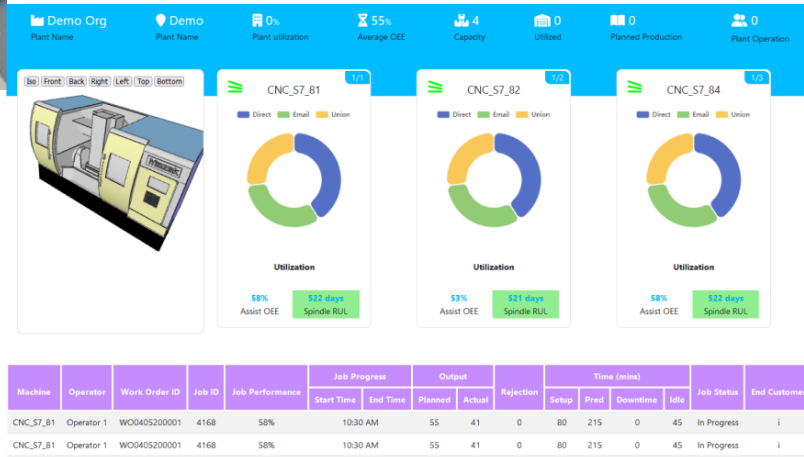 Demo Org
Plant Name
Demo
Plant Name
0%
Plant utilization
55%
Average OEE
4
Capacity
0
Utilized
0
Planned Production
0
Plant Operation
Iso Front Back Right Left Top Bottom
1/1
CNC_S7_81
Direct Email Union
Utilization
58%
Assist OEE
522 days
Spindle RUL
1/2
CNC_S7_82
Direct Email Union
Utilization
53%
Assist OEE
521 days
Spindle RUL
1/3
CNC_S7_84
Direct Email Union
Utilization
58%
Assist OEE
522 days
Spindle RUL
Job Progress Output Time (mins)
Machine Operator Work Order ID Job ID Job Performance Rejection Job Status End Custome
Start Time End Time Planned Actual Setup Pred Downtime Idle
CNC_S7_81 Operator 1 WO0405200001 4168 58% 10:30 AM 55 41 0 80 215 0 45 In Progress i
CNC_S7_81 Operator 1 WO0405200001 4168 58% 10:30 AM 55 41 0 80 215 0 45 In Progress i